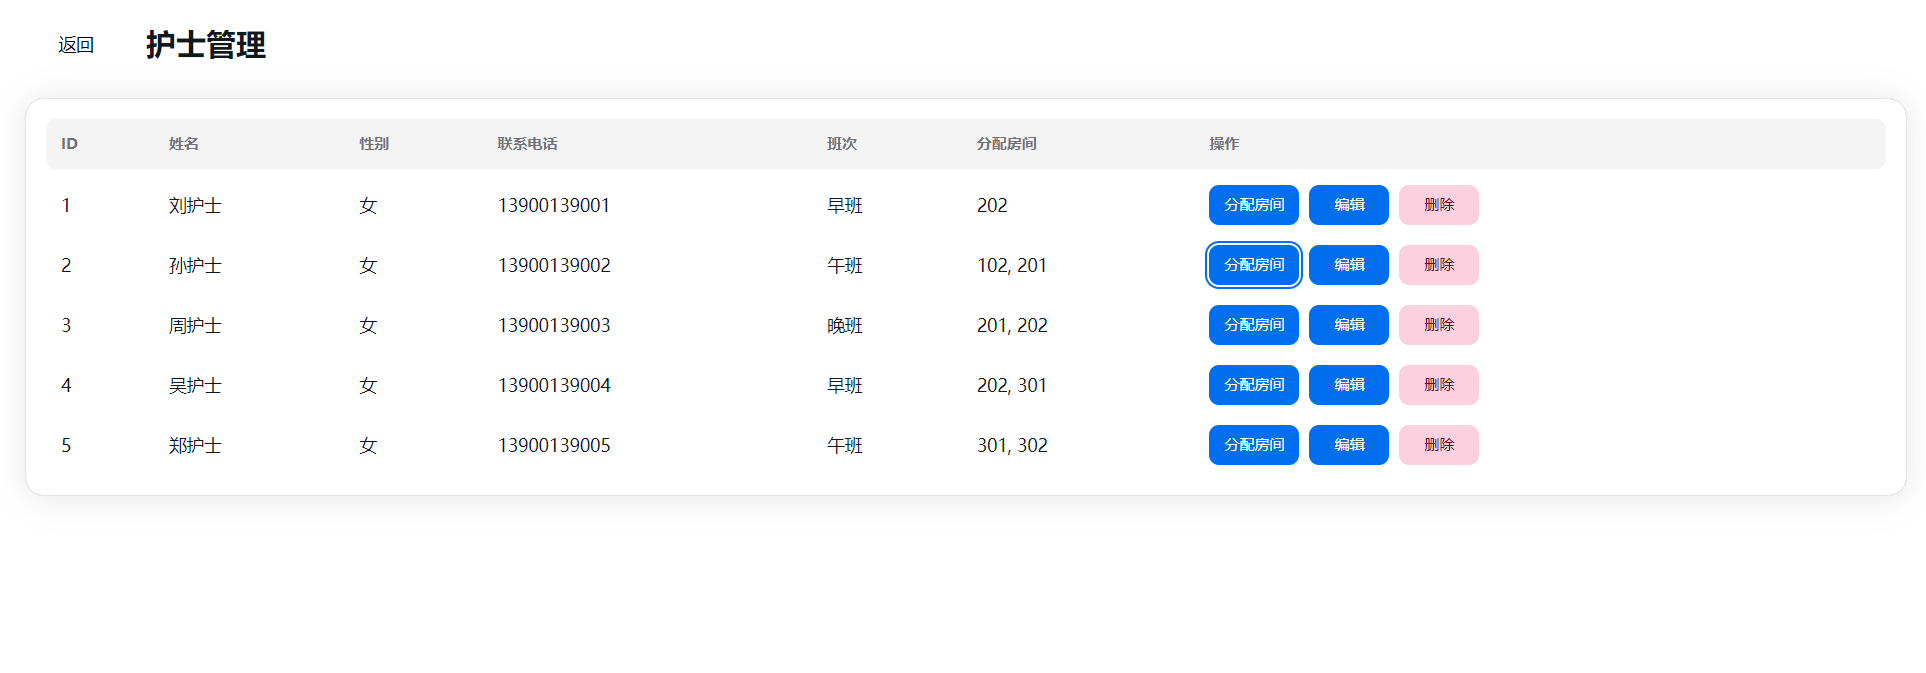 返回 护士管理
ID 姓名 性别 联系电话 班次 分配房间 操作
1 刘护士 女 13900139001 早班 202 分配房间 编辑 删除
2 孙护士 女 13900139002 午班 102, 201 分配房间 编辑 删除
3 周护士 女 13900139003 晚班 201, 202 分配房间 编辑 删除
4 吴护士 女 13900139004 早班 202, 301 分配房间 编辑 删除
5 郑护士 女 13900139005 午班 301, 302 分配房间 编辑 删除